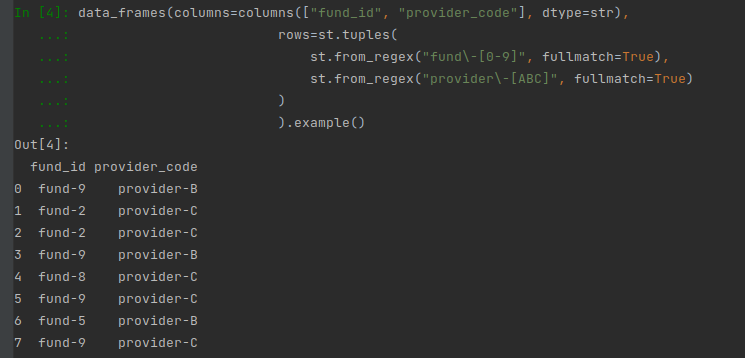 In [4]: data_frames(columns=columns(["fund_id", "provider_code"], dtype=str),
   ...:                          rows=st.tuples(
   ...:                              st.from_regex("fund\-[0-9]", fullmatch=True),
   ...:                              st.from_regex("provider\-[ABC]", fullmatch=True)
   ...:                          )
   ...:                          ).example()
Out[4]:
  fund_id provider_code
0  fund-9    provider-B
1  fund-2    provider-C
2  fund-2    provider-C
3  fund-9    provider-B
4  fund-8    provider-C
5  fund-9    provider-C
6  fund-5    provider-B
7  fund-9    provider-C